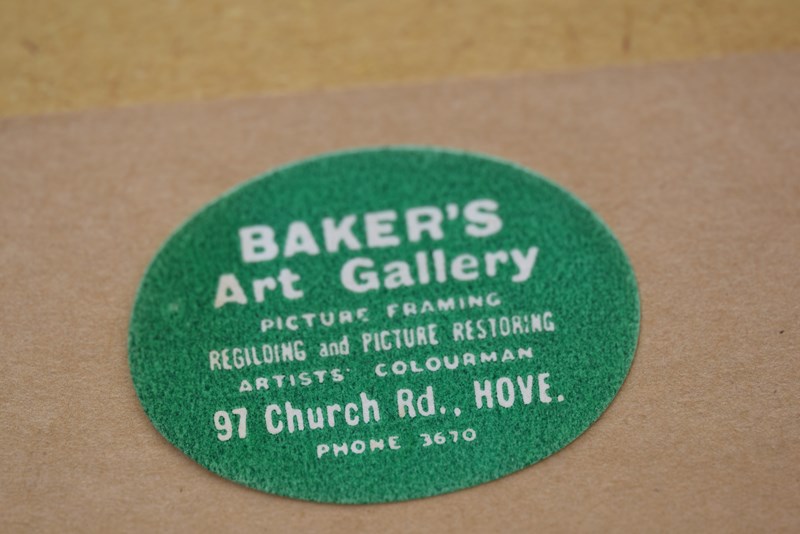 BAKER'S
Art Gallery
PICTURE FRAMING
REGILDING and PICTURE RESTORING
ARTISTS' COLOURMAN
97 Church Rd., HOVE.
PHONE 3670